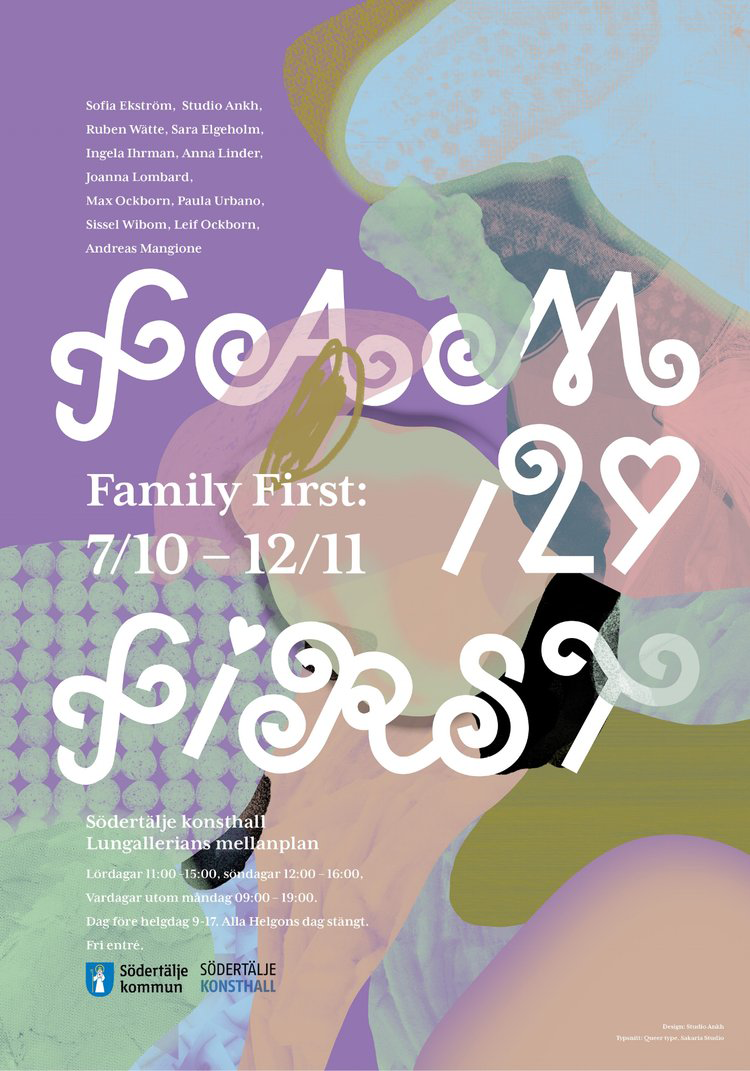 Sofia Ekström, Studio Ankh,
Ruben Wätte, Sara Elgeholm,
Ingela Ihrman, Anna Linder,
Joanna Lombard,
Max Ockborn, Paula Urbano,
Sissel Wibom, Leif Ockborn,
Andreas Mangione
FAM
ILY
Family First:
7/10 – 12/11
FiRST
Södertälje konsthall
Lungallerians mellanplan
Lördagar 11:00–15:00, söndagar 12:00 – 16:00,
Vardagar utom måndag 09:00 – 19:00.
Dag före helgdag 9-17. Alla Helgons dag stängt.
Fri entré.
Södertälje
kommun
SÖDERTÄLJE
KONSTHALL
Design: Studio Ankh
Typsnitt: Queer type, Sakaria Studio